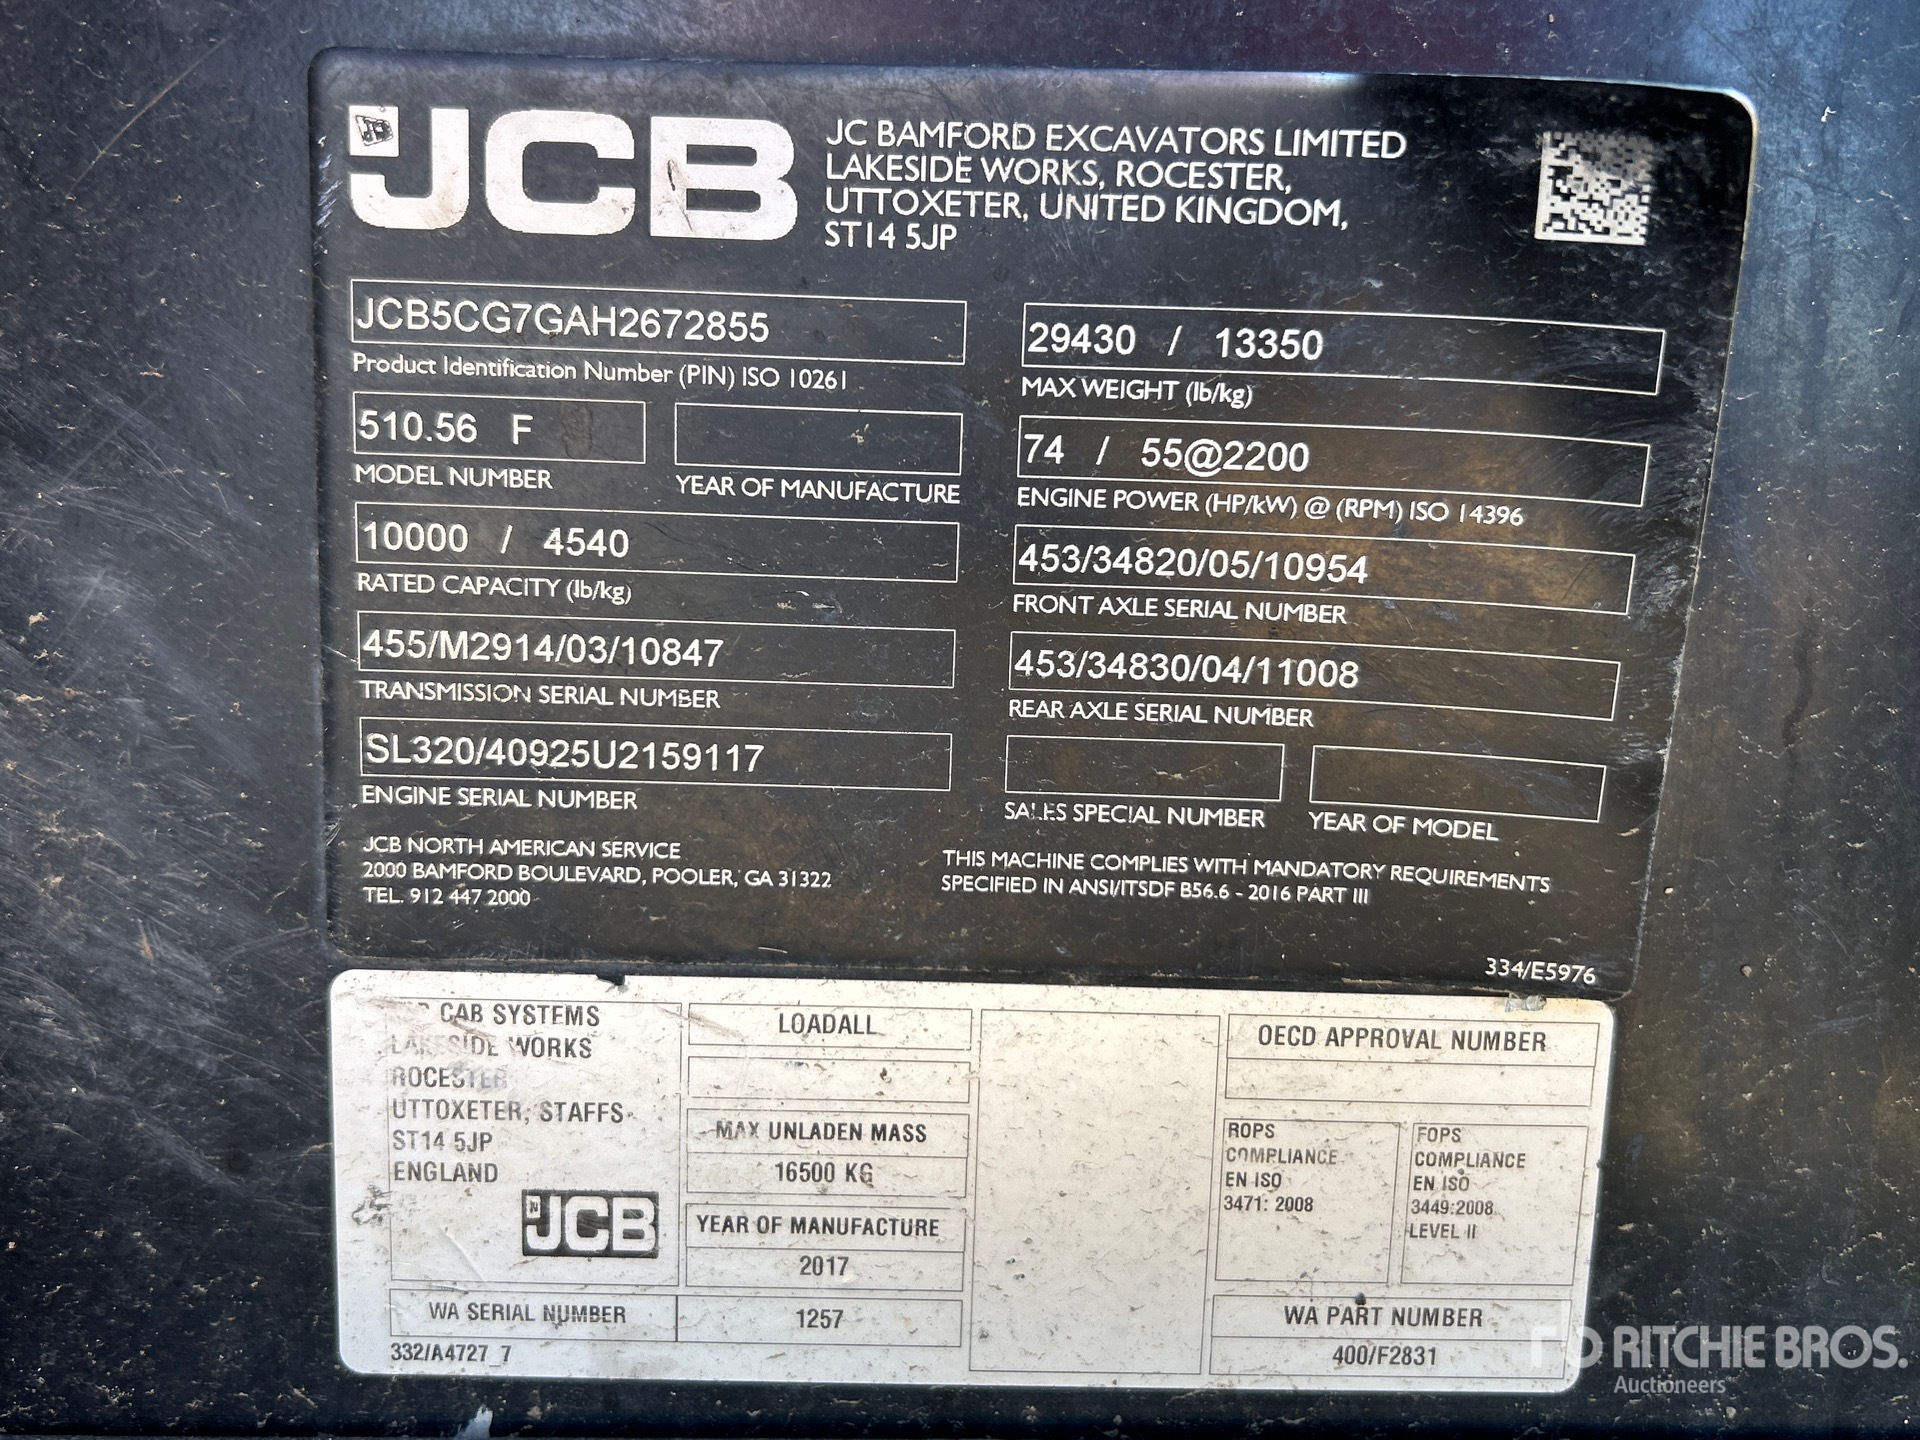 JCB
JC BAMFORD EXCAVATORS LIMITED
LAKESIDE WORKS, ROCESTER,
UTTOXETER, UNITED KINGDOM,
ST14 5JP
JCB5CG7GAH2672855
Product Identification Number (PIN) ISO 10261
510.56 F
MODEL NUMBER
YEAR OF MANUFACTURE
10000 / 4540
RATED CAPACITY (lb/kg)
455/M2914/03/10847
TRANSMISSION SERIAL NUMBER
SL320/40925U2159117
ENGINE SERIAL NUMBER
29430 / 13350
MAX WEIGHT (lb/kg)
74 / 55@2200
ENGINE POWER (HP/kW) @ (RPM) ISO 14396
453/34820/05/10954
FRONT AXLE SERIAL NUMBER
453/34830/04/11008
REAR AXLE SERIAL NUMBER
SALES SPECIAL NUMBER
YEAR OF MODEL
JCB NORTH AMERICAN SERVICE
2000 BAMFORD BOULEVARD, POOLER, GA 31322
TEL. 912 447 2000
THIS MACHINE COMPLIES WITH MANDATORY REQUIREMENTS
SPECIFIED IN ANSI/ITSDF B56.6 - 2016 PART III
334/E5976
CAB SYSTEMS
LAKESIDE WORKS
ROCESTER
UTTOXETER, STAFFS
ST14 5JP
ENGLAND
JCB
WA SERIAL NUMBER
332/A4727_7
LOADALL
MAX UNLADEN MASS
16500 KG
YEAR OF MANUFACTURE
2017
1257
OECD APPROVAL NUMBER
ROPS
COMPLIANCE
EN ISO
3471: 2008
FOPS
COMPLIANCE
EN ISO
3449:2008
LEVEL II
WA PART NUMBER
400/F2831
RITCHIE BROS.
Auctioneers